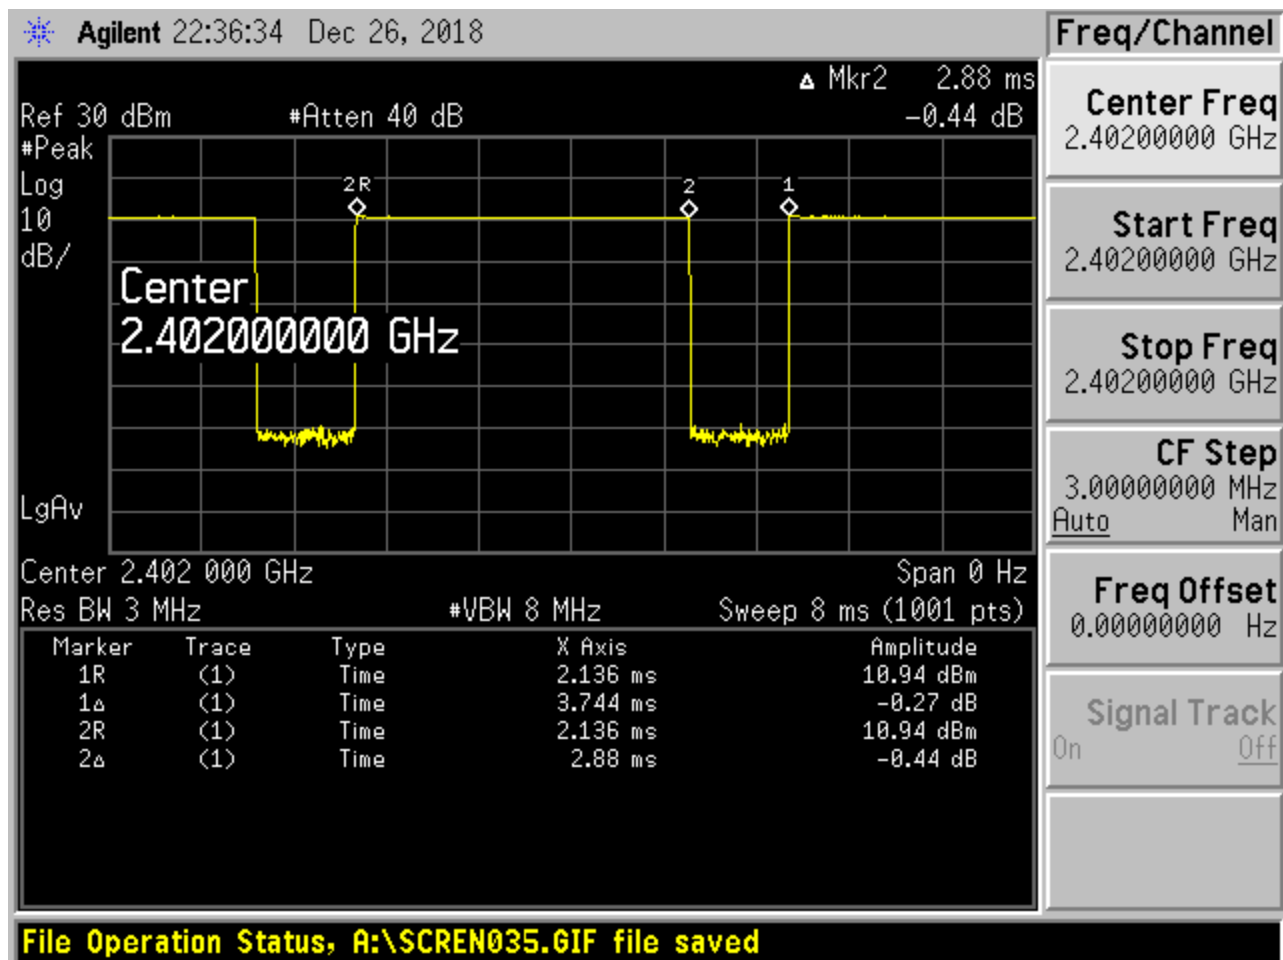 Agilent 22:36:34 Dec 26, 2018
Δ Mkr2 2.88 ms
Ref 30 dBm #Atten 40 dB -0.44 dB
#Peak
Log
10
dB/
2R
2
1
Center
2.402000000 GHz
LgAv
Center 2.402 000 GHz Span 0 Hz
Res BW 3 MHz #VBW 8 MHz Sweep 8 ms (1001 pts)
Marker Trace Type X Axis Amplitude
1R (1) Time 2.136 ms 10.94 dBm
1Δ (1) Time 3.744 ms -0.27 dB
2R (1) Time 2.136 ms 10.94 dBm
2Δ (1) Time 2.88 ms -0.44 dB
Freq/Channel
Center Freq
2.40200000 GHz
Start Freq
2.40200000 GHz
Stop Freq
2.40200000 GHz
CF Step
3.00000000 MHz
Auto Man
Freq Offset
0.00000000 Hz
Signal Track
On Off
File Operation Status, A:\SCREN035.GIF file saved